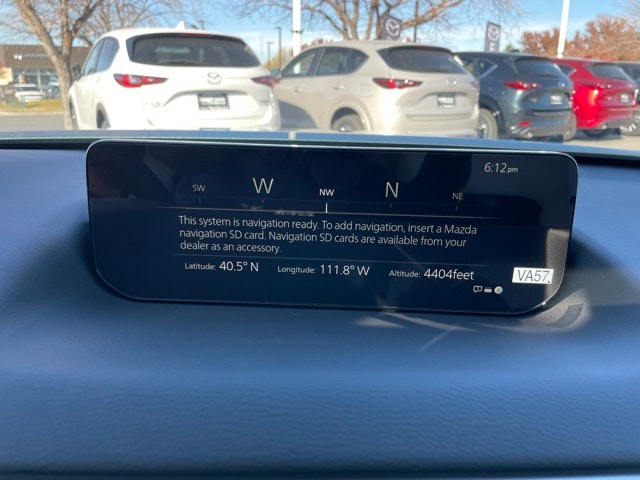 6:12pm
SW W NW N NE
This system is navigation ready. To add navigation, insert a Mazda
navigation SD card. Navigation SD cards are available from your
dealer as an accessory.
Latitude: 40.5° N Longitude: 111.8° W Altitude: 4404feet
VA57.